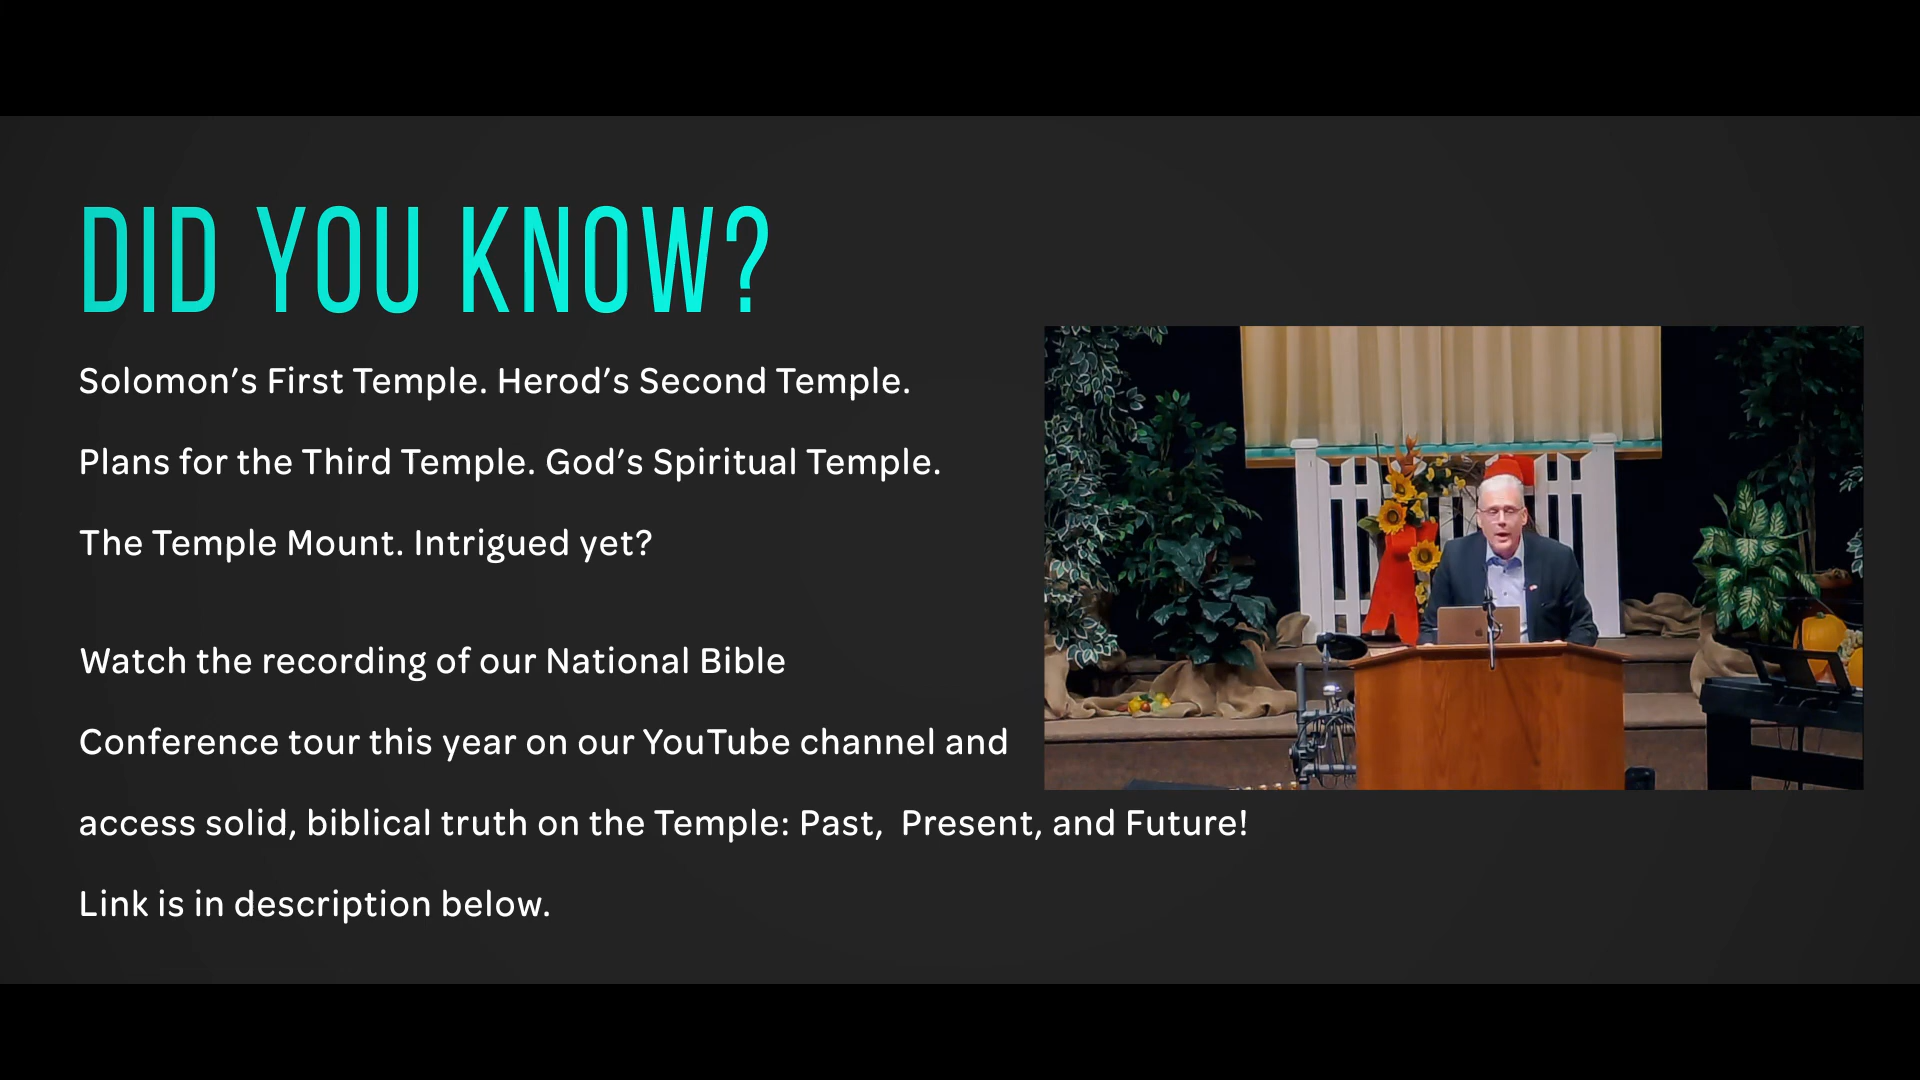 DID YOU KNOW?
Solomon’s First Temple. Herod’s Second Temple.
Plans for the Third Temple. God’s Spiritual Temple.
The Temple Mount. Intrigued yet?
Watch the recording of our National Bible
Conference tour this year on our YouTube channel and
access solid, biblical truth on the Temple: Past,  Present, and Future!
Link is in description below.